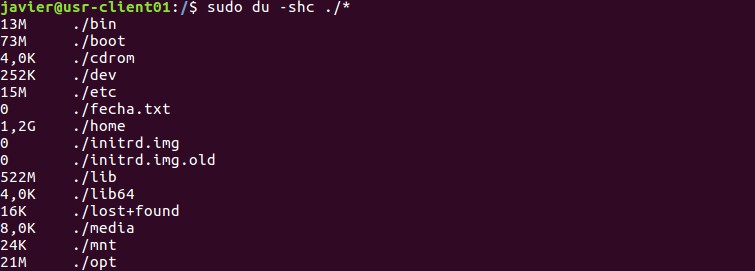 javier@usr-client01:/$ sudo du -shc ./*
13M     ./bin
73M     ./boot
4,0K    ./cdrom
252K    ./dev
15M     ./etc
0       ./fecha.txt
1,2G    ./home
0       ./initrd.img
0       ./initrd.img.old
522M    ./lib
4,0K    ./lib64
16K     ./lost+found
8,0K    ./media
24K     ./mnt
21M     ./opt